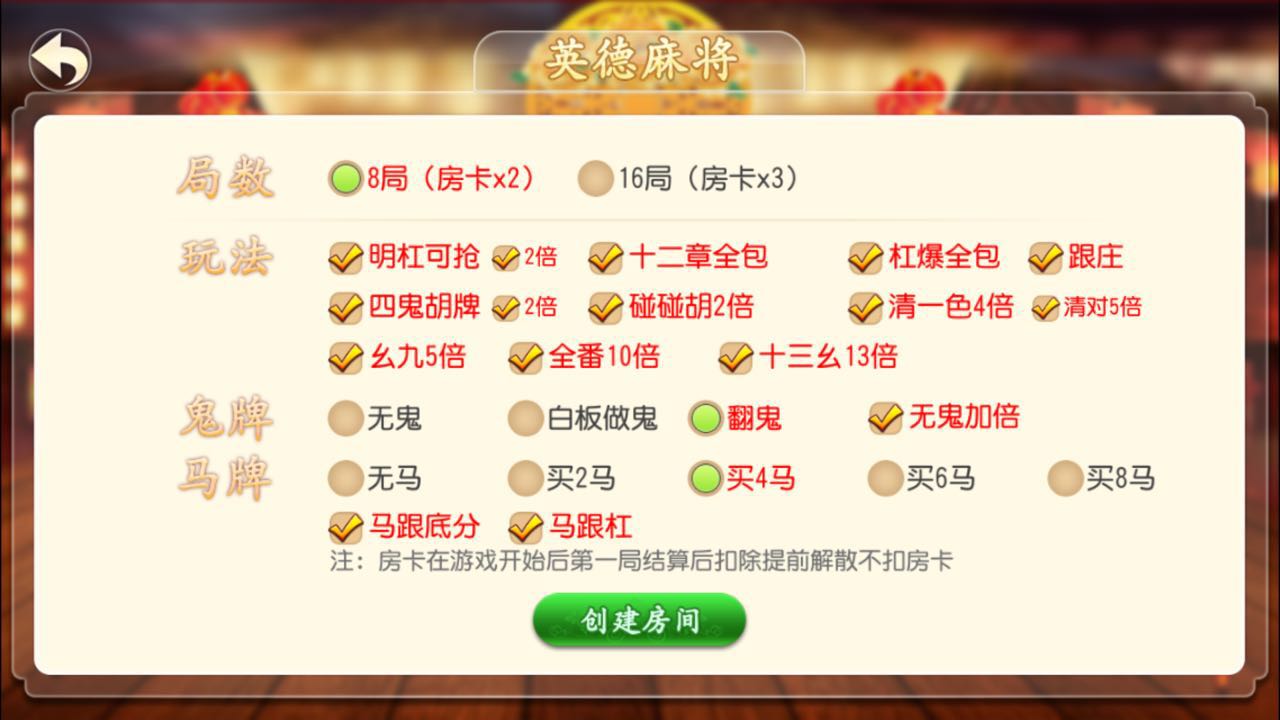 英德麻将
局数 8局（房卡x2） 16局（房卡x3）
玩法 明杠可抢 2倍 十二章全包 杠爆全包 跟庄
四鬼胡牌 2倍 碰碰胡2倍 清一色4倍 清对5倍
幺九5倍 全番10倍 十三幺13倍
鬼牌 无鬼 白板做鬼 翻鬼 无鬼加倍
马牌 无马 买2马 买4马 买6马 买8马
马跟底分 马跟杠
注：房卡在游戏开始后第一局结算后扣除提前解散不扣房卡
创建房间